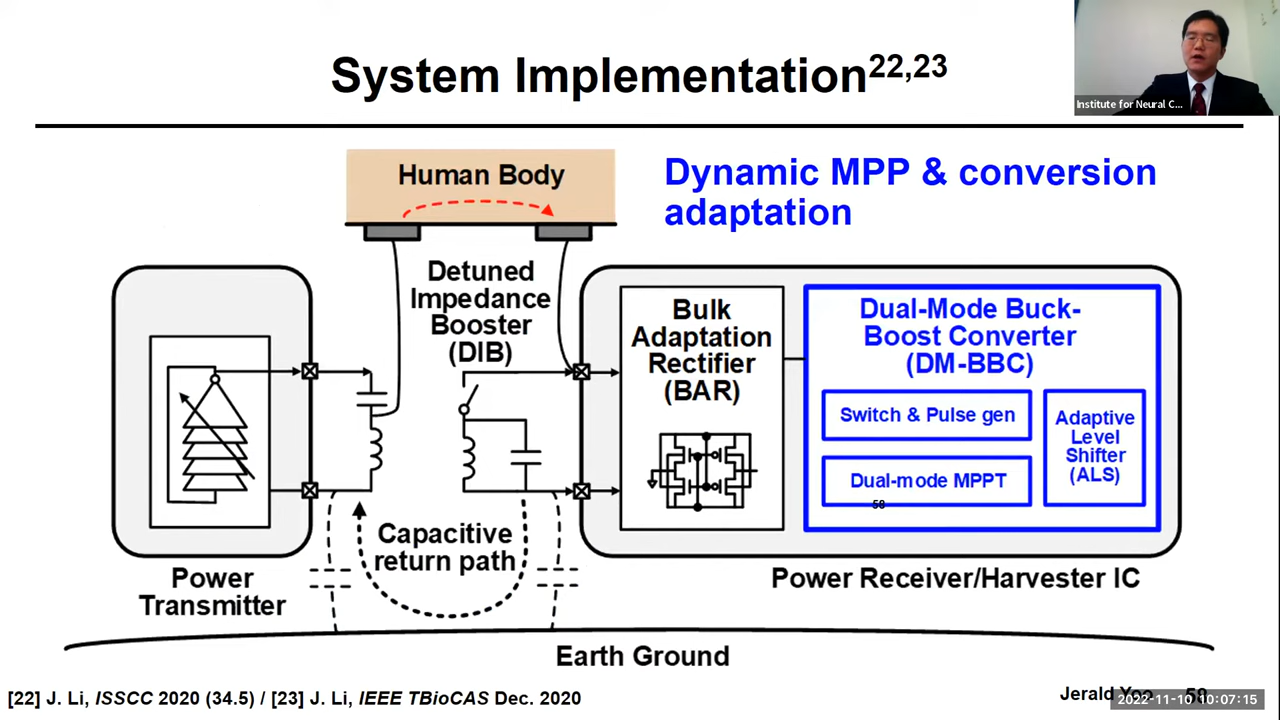 System Implementation22,23
Institute for Neural C...
Human Body
Dynamic MPP & conversion
adaptation
Detuned
Impedance
Booster
(DIB)
Bulk
Adaptation
Rectifier
(BAR)
Dual-Mode Buck-
Boost Converter
(DM-BBC)
Switch & Pulse gen
Dual-mode MPPT
58
Adaptive
Level
Shifter
(ALS)
Capacitive
return path
Power
Transmitter
Power Receiver/Harvester IC
Earth Ground
[22] J. Li, ISSCC 2020 (34.5) / [23] J. Li, IEEE TBioCAS Dec. 2020
Jerald Yoo 58
2022-11-10 10:07:15